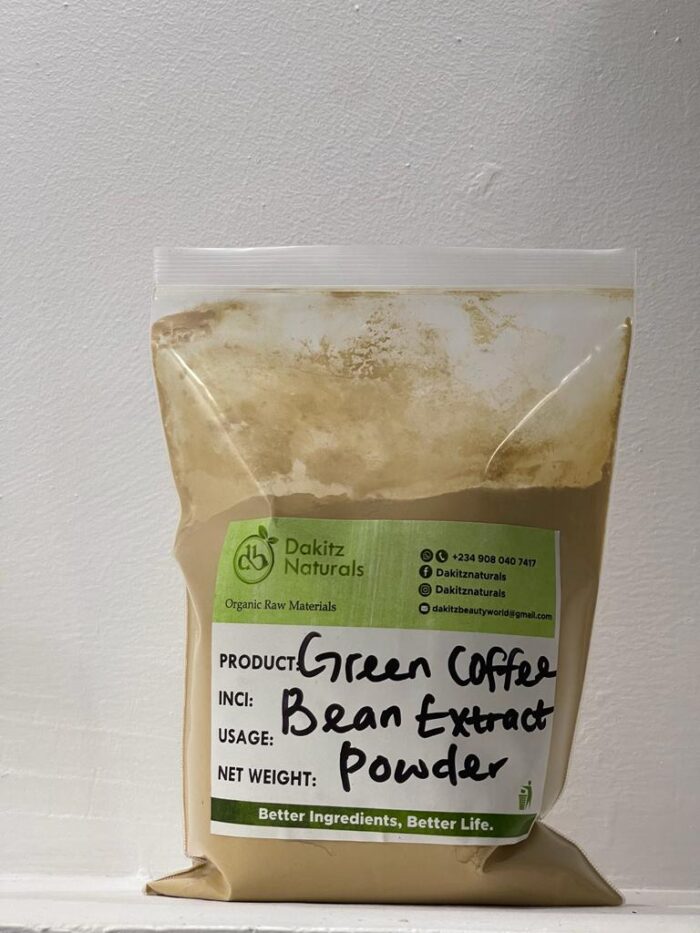 Dakitz
Naturals
Organic Raw Materials
+234 908 040 7417
Dakitznaturals
Dakitznaturals
dakitzbeautyworld@gmail.com
PRODUCT: Green Coffee
INCI: Bean Extract
USAGE: Powder
NET WEIGHT:
Better Ingredients, Better Life.